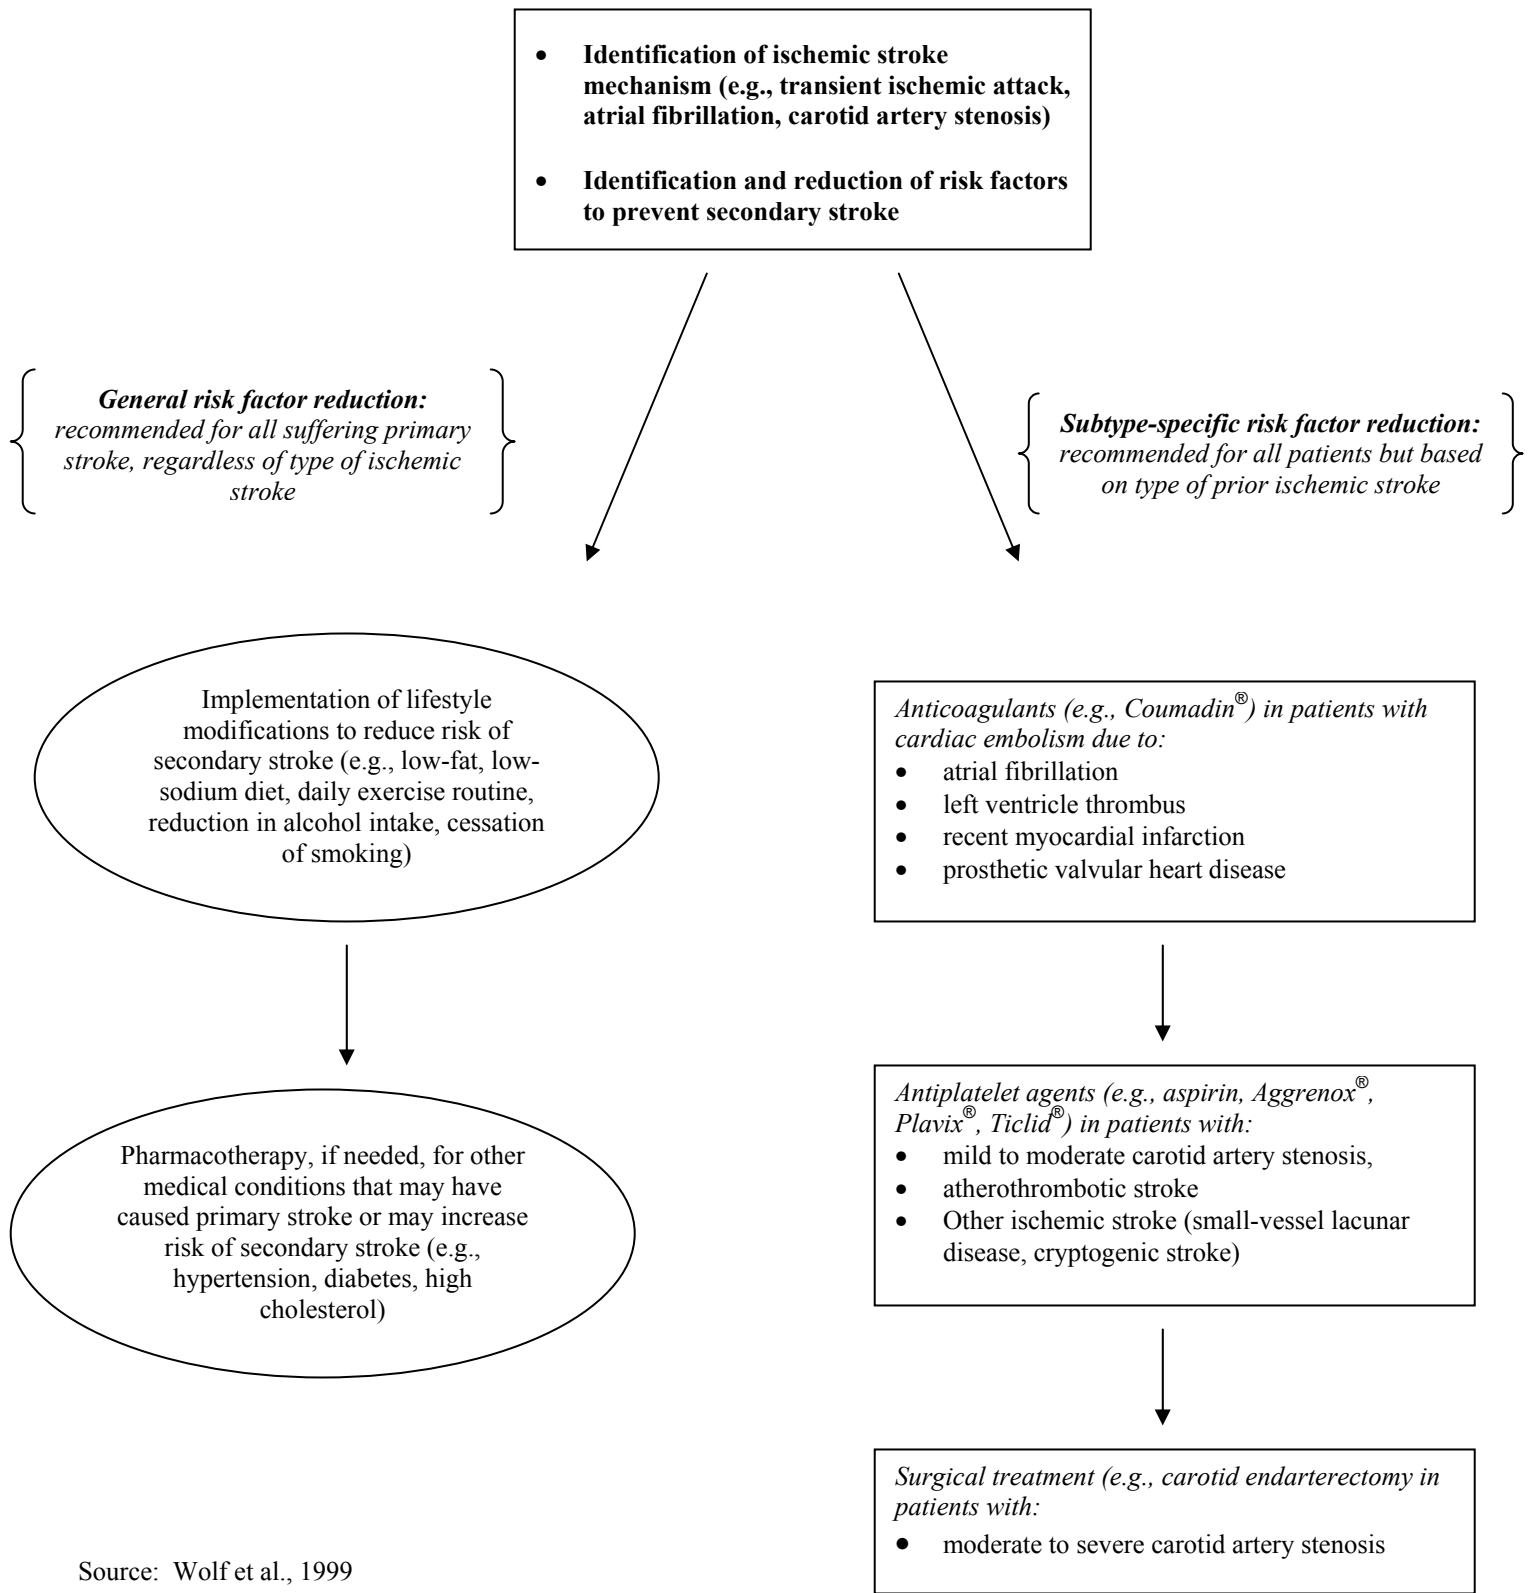 • Identification of ischemic stroke
mechanism (e.g., transient ischemic attack,
atrial fibrillation, carotid artery stenosis)
• Identification and reduction of risk factors
to prevent secondary stroke
General risk factor reduction:
recommended for all suffering primary
stroke, regardless of type of ischemic
stroke
Subtype-specific risk factor reduction:
recommended for all patients but based
on type of prior ischemic stroke
Implementation of lifestyle
modifications to reduce risk of
secondary stroke (e.g., low-fat, low-
sodium diet, daily exercise routine,
reduction in alcohol intake, cessation
of smoking)
Anticoagulants (e.g., Coumadin®) in patients with
cardiac embolism due to:
• atrial fibrillation
• left ventricle thrombus
• recent myocardial infarction
• prosthetic valvular heart disease
Pharmacotherapy, if needed, for other
medical conditions that may have
caused primary stroke or may increase
risk of secondary stroke (e.g.,
hypertension, diabetes, high
cholesterol)
Antiplatelet agents (e.g., aspirin, Aggrenox®,
Plavix®, Ticlid®) in patients with:
• mild to moderate carotid artery stenosis,
• atherothrombotic stroke
• Other ischemic stroke (small-vessel lacunar
disease, cryptogenic stroke)
Surgical treatment (e.g., carotid endarterectomy in
patients with:
• moderate to severe carotid artery stenosis
Source: Wolf et al., 1999